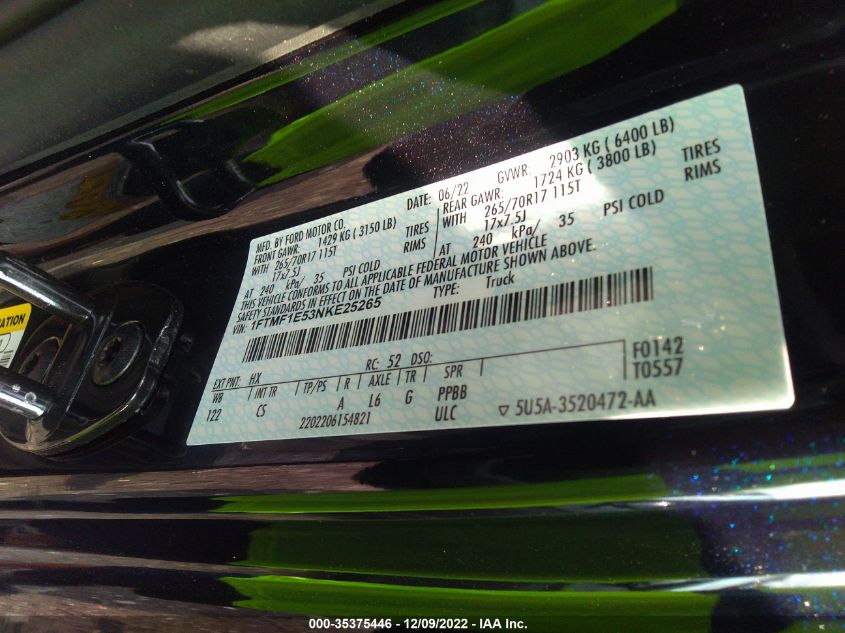 MFD. BY FORD MOTOR CO.
DATE: 06/22
GVWR: 2903 KG ( 6400 LB)
FRONT GAWR: 1429 KG ( 3150 LB)
REAR GAWR: 1724 KG ( 3800 LB)
WITH 265/70R17 115T TIRES
WITH 265/70R17 115T TIRES
17x7.5J RIMS
17x7.5J RIMS
AT 240 kPa/ 35 PSI COLD
AT 240 kPa/ 35 PSI COLD
THIS VEHICLE CONFORMS TO ALL APPLICABLE FEDERAL MOTOR VEHICLE
SAFETY STANDARDS IN EFFECT ON THE DATE OF MANUFACTURE SHOWN ABOVE.
VIN: 1FTMF1E53NKE25265
TYPE: Truck
EXT PNT: HX RC: 52 DSO:
WB INT TR TP/PS R AXLE TR SPR
122 CS A L6 G PPBB
2202206154821 ULC
F0142
T0557
5U5A-3520472-AA
000-35375446 - 12/09/2022 - IAA Inc.